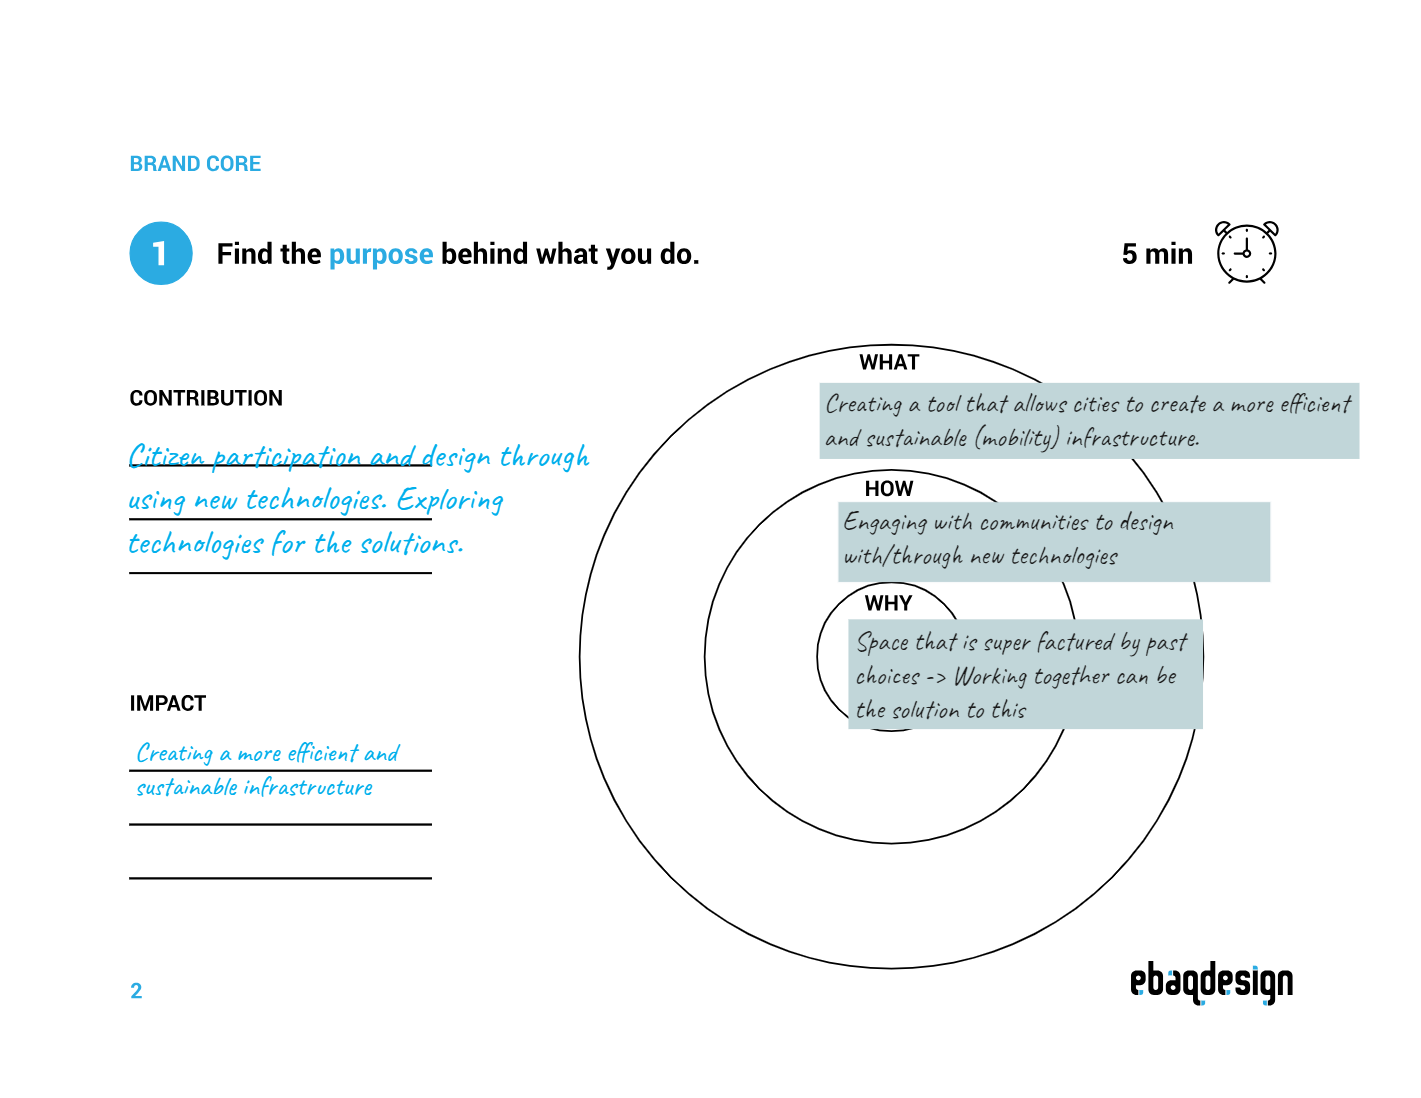 BRAND CORE
1
Find the purpose behind what you do.
5 min
CONTRIBUTION
Citizen participation and design through
using new technologies. Exploring
technologies for the solutions.
IMPACT
Creating a more efficient and
sustainable infrastructure
WHAT
Creating a tool that allows cities to create a more efficient
and sustainable (mobility) infrastructure.
HOW
Engaging with communities to design
with/through new technologies
WHY
Space that is super factured by past
choices -> Working together can be
the solution to this
2
ebaqdesign